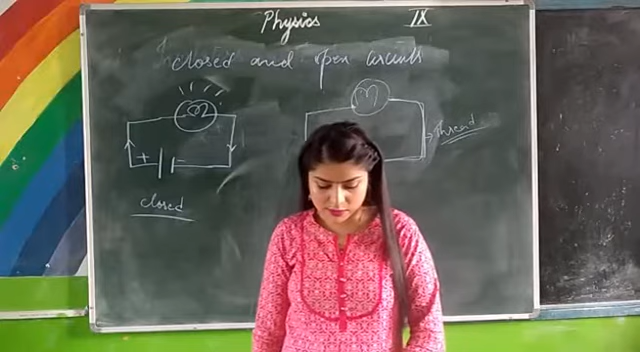 Physics IX
closed and open circuits
+
thread
closed